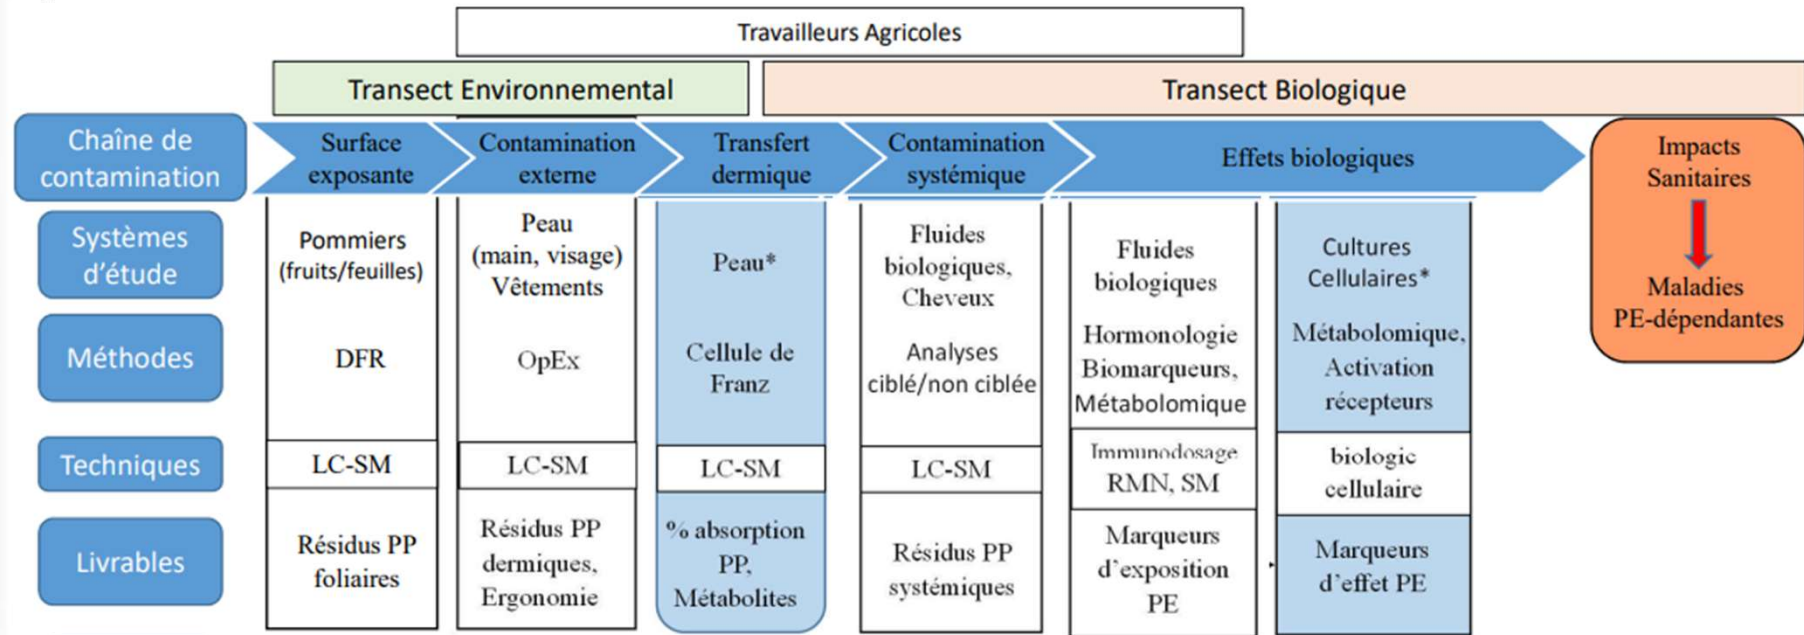 Travailleurs Agricoles
Transect Environnemental
Transect Biologique
Chaîne de
contamination
Surface
exposante
Contamination
externe
Transfert
dermique
Contamination
systémique
Effets biologiques
Impacts
Sanitaires
Maladies
PE-dépendantes
Systèmes
d'étude
Pommiers
(fruits/feuilles)
Peau
(main, visage)
Vêtements
Peau*
Fluides
biologiques,
Cheveux
Fluides
biologiques
Cultures
Cellulaires*
Méthodes
DFR
OpEx
Cellule de
Franz
Analyses
ciblé/non ciblée
Hormonologie
Biomarqueurs,
Métabolomique
Métabolomique,
Activation
récepteurs
Techniques
LC-SM
LC-SM
LC-SM
LC-SM
Immunodosage
RMN, SM
biologie
cellulaire
Livrables
Résidus PP
foliaires
Résidus PP
dermiques,
Ergonomie
% absorption
PP,
Métabolites
Résidus PP
systémiques
Marqueurs
d'exposition
PE
Marqueurs
d'effet PE